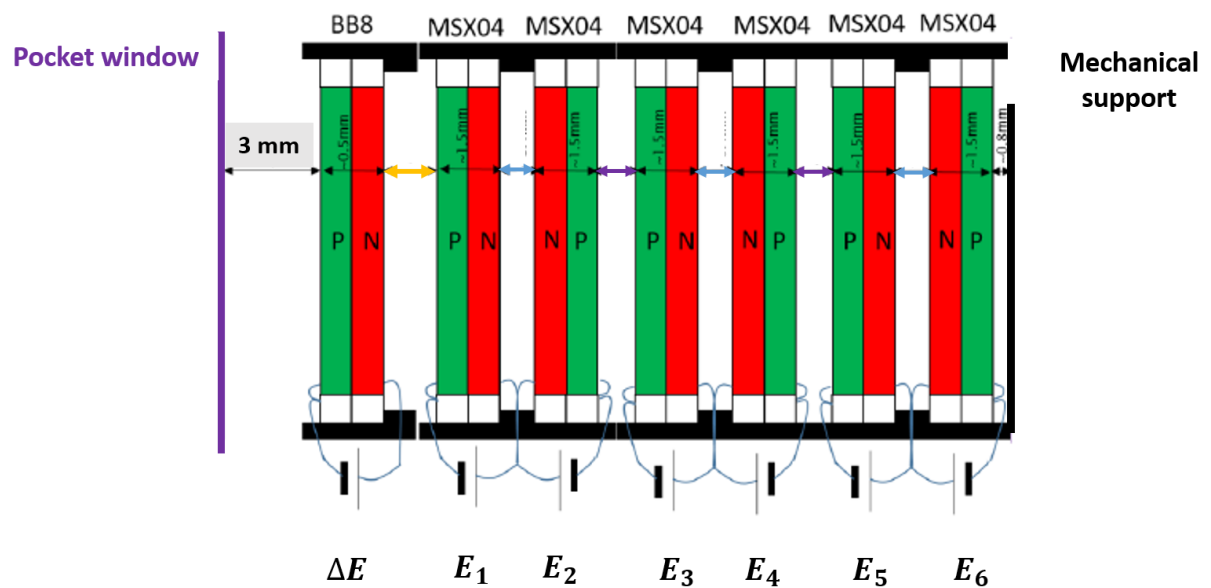 BB8 MSX04 MSX04 MSX04 MSX04 MSX04 MSX04
Pocket window
Mechanical
support
3 mm
~0.5mm ~1.5mm ~1.5mm ~1.5mm ~1.5mm ~1.5mm ~1.5mm ~0.8mm
P N P N N P P N N P P N N P
ΔE E₁ E₂ E₃ E₄ E₅ E₆